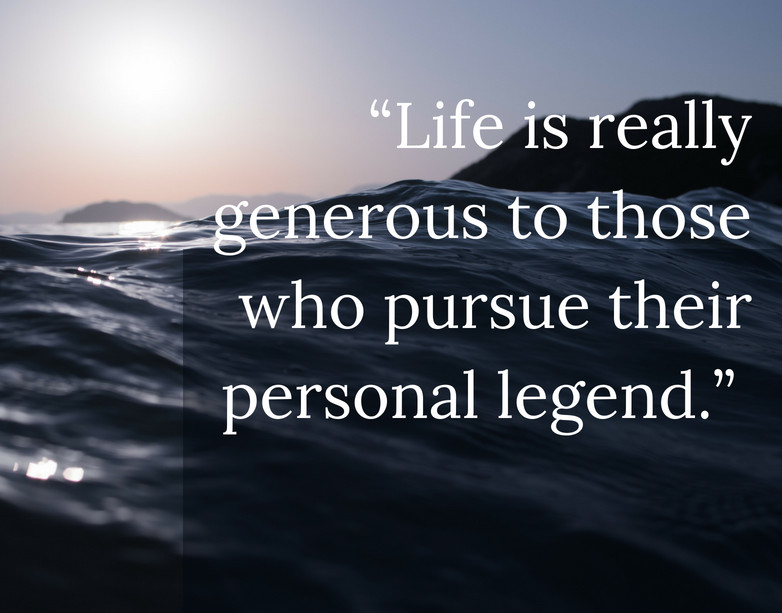 “Life is really
generous to those
who pursue their
personal legend.”